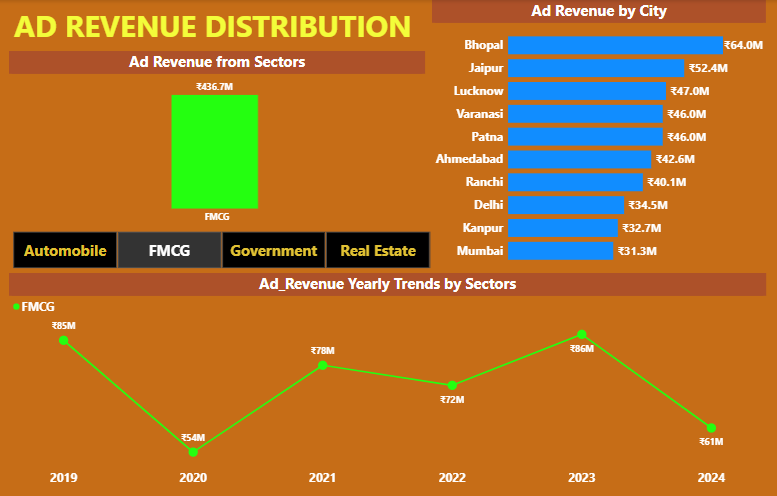 AD REVENUE DISTRIBUTION
Ad Revenue from Sectors
₹436.7M
FMCG
Automobile FMCG Government Real Estate
Ad Revenue by City
Bhopal ₹64.0M
Jaipur ₹52.4M
Lucknow ₹47.0M
Varanasi ₹46.0M
Patna ₹46.0M
Ahmedabad ₹42.6M
Ranchi ₹40.1M
Delhi ₹34.5M
Kanpur ₹32.7M
Mumbai ₹31.3M
Ad_Revenue Yearly Trends by Sectors
FMCG
₹85M ₹54M ₹78M ₹72M ₹86M ₹61M
2019 2020 2021 2022 2023 2024